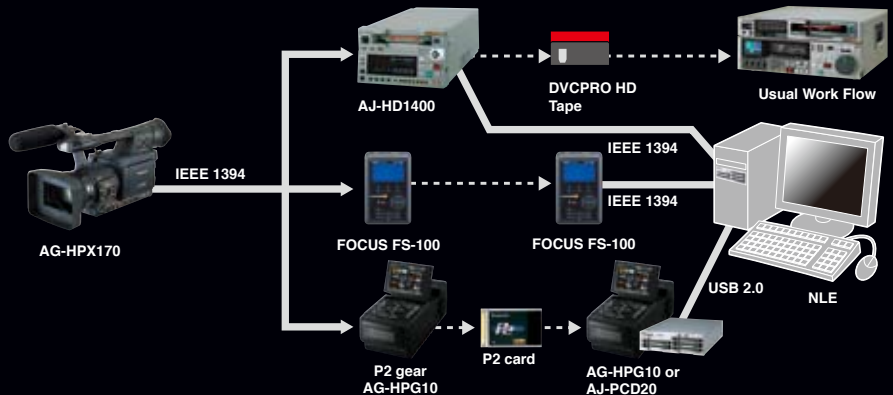 AJ-HD1400
DVCPRO HD
Tape
Usual Work Flow
IEEE 1394
IEEE 1394
IEEE 1394
AG-HPX170
FOCUS FS-100
FOCUS FS-100
USB 2.0
NLE
P2 gear
AG-HPG10
P2 card
AG-HPG10 or
AJ-PCD20